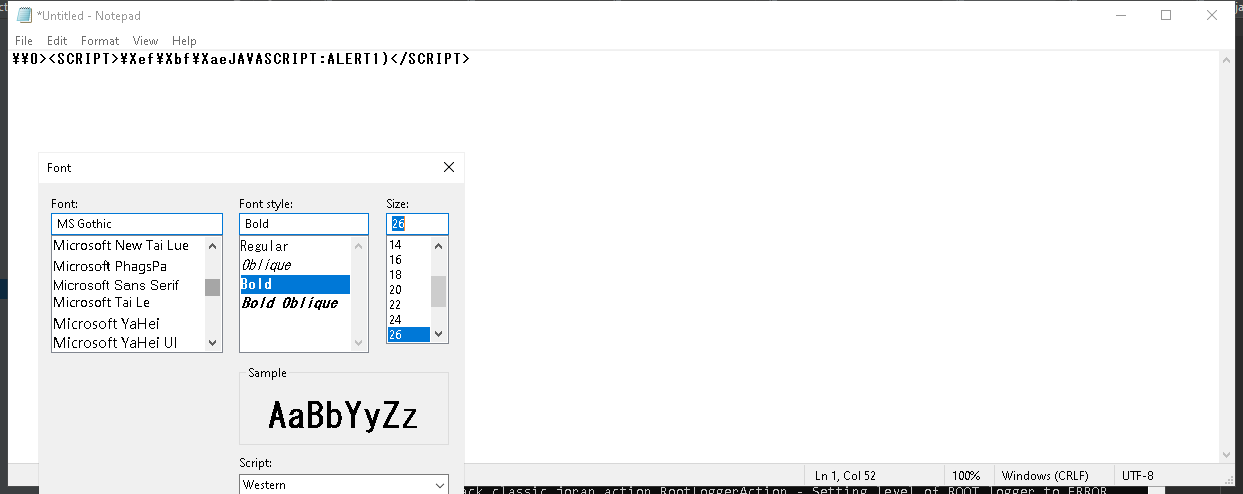 *Untitled - Notepad
File Edit Format View Help
¥¥0><SCRIPT>¥Xef¥Xbf¥XaeJAVASCRIPT:ALERT1)</SCRIPT>
Font
Font: Font style: Size:
MS Gothic Bold 26
Microsoft New Tai Lue Regular 14
Microsoft PhagsPa Oblique 16
Microsoft Sans Serif Bold 18
Microsoft Tai Le Bold Oblique 20
Microsoft YaHei 22
Microsoft YaHei UI 24
26
Sample
AaBbYyZz
Script:
Western
Ln 1, Col 52 100% Windows (CRLF) UTF-8
ack.classic.joran.action.RootLoggerAction - Setting level of ROOT logger to ERROR